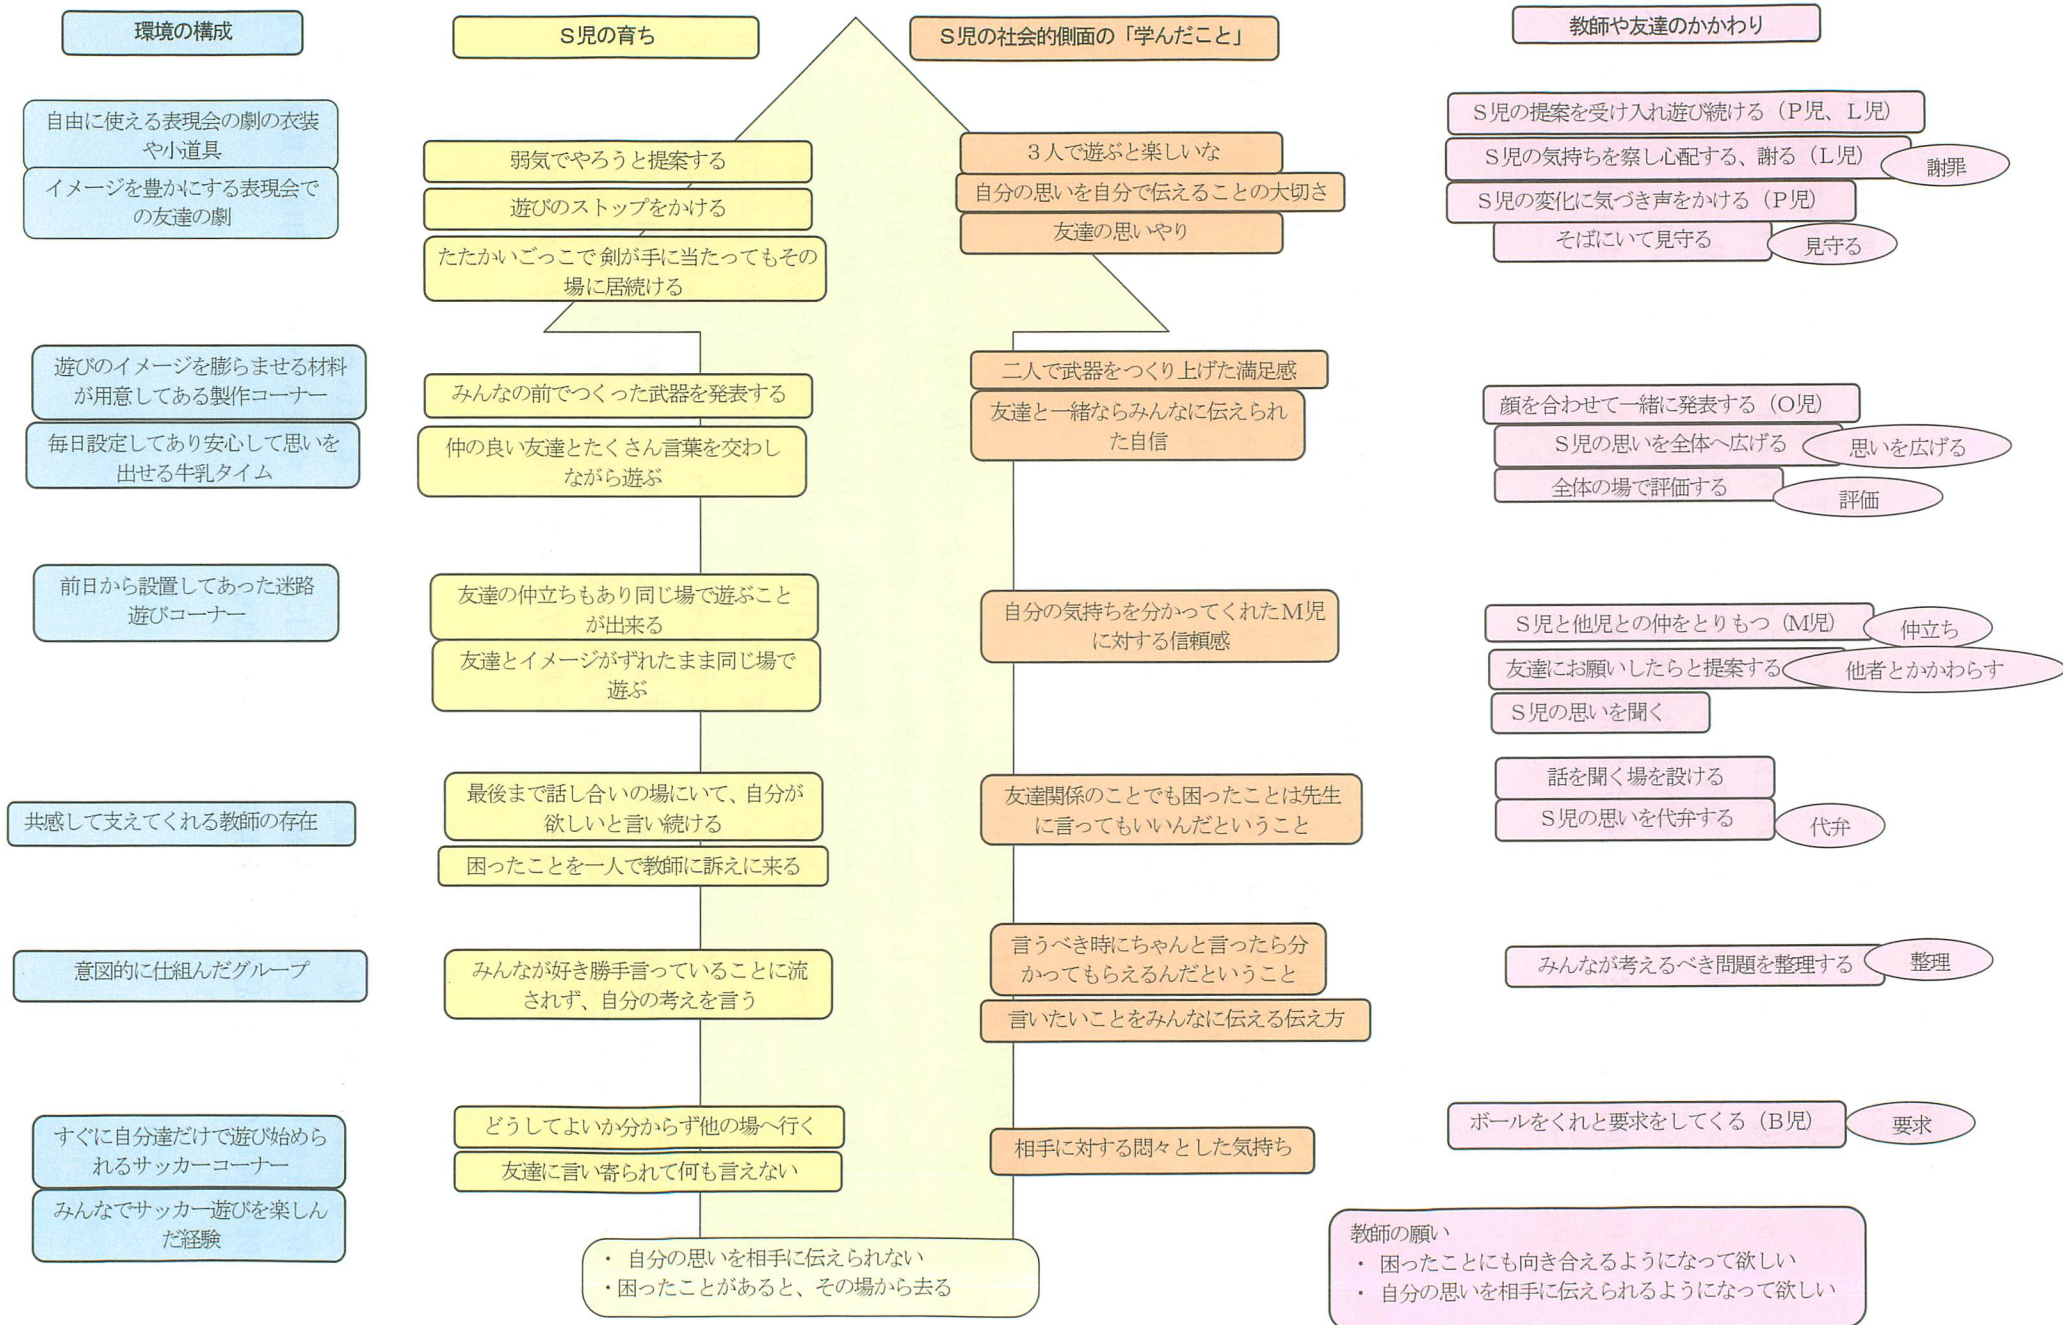 環境の構成
S児の育ち
S児の社会的側面の「学んだこと」
教師や友達のかかわり
自由に使える表現会の劇の衣装
や小道具
イメージを豊かにする表現会で
の友達の劇
弱気でやろうと提案する
遊びのストップをかける
たたかいごっこで剣が手に当たってもその
場に居続ける
3人で遊ぶと楽しいな
自分の思いを自分で伝えることの大切さ
友達の思いやり
S児の提案を受け入れ遊び続ける(P児、L児)
S児の気持ちを察し心配する、謝る(L児)
謝罪
S児の変化に気づき声をかける(P児)
そばにいて見守る
見守る
遊びのイメージを膨らませる材料
が用意してある製作コーナー
毎日設定してあり安心して思いを
出せる牛乳タイム
みんなの前でつくった武器を発表する
仲の良い友達とたくさん言葉を交わし
ながら遊ぶ
二人で武器をつくり上げた満足感
友達と一緒ならみんなに伝えられ
た自信
顔を合わせて一緒に発表する(O児)
S児の思いを全体へ広げる
思いを広げる
全体の場で評価する
評価
前日から設置してあった迷路
遊びコーナー
友達の仲立ちもあり同じ場で遊ぶこと
が出来る
友達とイメージがずれたまま同じ場で
遊ぶ
自分の気持ちを分かってくれたM児
に対する信頼感
S児と他児との仲をとりもつ(M児)
仲立ち
友達にお願いしたらと提案する
他者とかかわらす
S児の思いを聞く
共感して支えてくれる教師の存在
最後まで話し合いの場にいて、自分が
欲しいと言い続ける
困ったことを一人で教師に訴えに来る
友達関係のことでも困ったことは先生
に言ってもいいんだということ
話を聞く場を設ける
S児の思いを代弁する
代弁
意図的に仕組んだグループ
みんなが好き勝手言っていることに流
されず、自分の考えを言う
言うべき時にちゃんと言ったら分
かってもらえるんだということ
言いたいことをみんなに伝える伝え方
みんなが考えるべき問題を整理する
整理
すぐに自分達だけで遊び始めら
れるサッカーコーナー
みんなでサッカー遊びを楽しん
だ経験
どうしてよいか分からず他の場へ行く
友達に言い寄られて何も言えない
相手に対する悶々とした気持ち
ボールをくれと要求をしてくる(B児)
要求
・ 自分の思いを相手に伝えられない
・困ったことがあると、その場から去る
教師の願い
・ 困ったことにも向き合えるようになって欲しい
・ 自分の思いを相手に伝えられるようになって欲しい